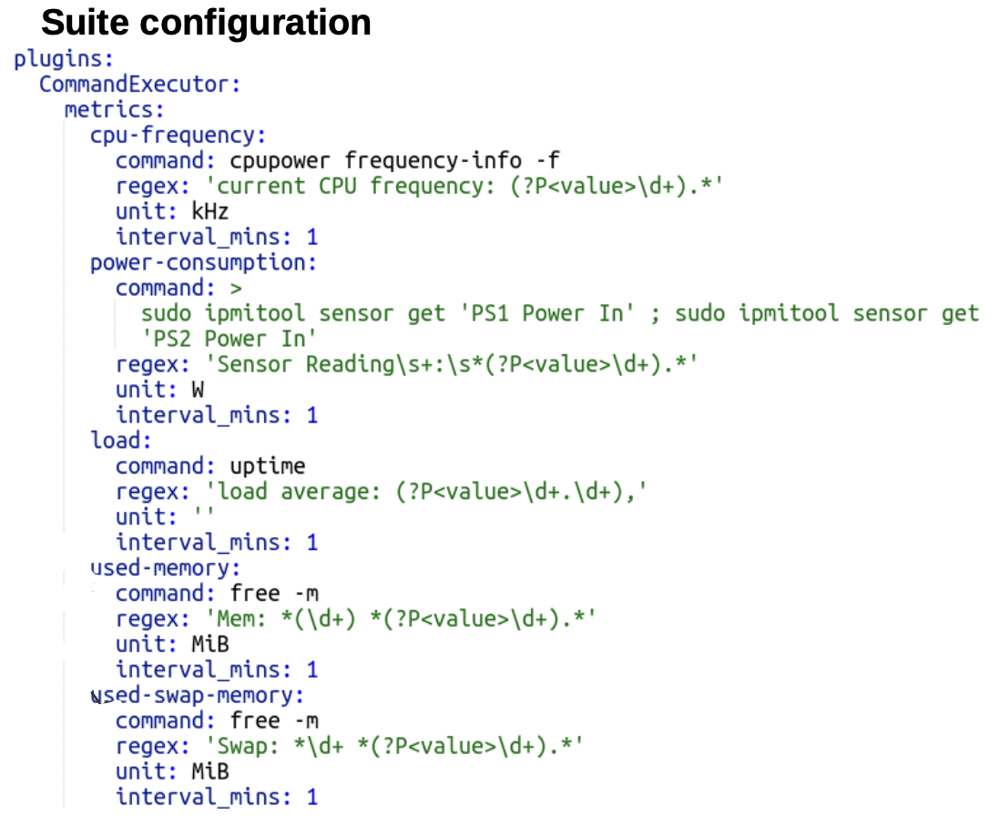 Suite configuration
plugins:
  CommandExecutor:
    metrics:
      cpu-frequency:
        command: cpupower frequency-info -f
        regex: 'current CPU frequency: (?P<value>\d+).*'
        unit: kHz
        interval_mins: 1
      power-consumption:
        command: >
          sudo ipmitool sensor get 'PS1 Power In' ; sudo ipmitool sensor get
          'PS2 Power In'
        regex: 'Sensor Reading\s+:\s*(?P<value>\d+).*'
        unit: W
        interval_mins: 1
      load:
        command: uptime
        regex: 'load average: (?P<value>\d+.\d+),'
        unit: ''
        interval_mins: 1
      used-memory:
        command: free -m
        regex: 'Mem: *(\d+) *(?P<value>\d+).*'
        unit: MiB
        interval_mins: 1
      used-swap-memory:
        command: free -m
        regex: 'Swap: *\d+ *(?P<value>\d+).*'
        unit: MiB
        interval_mins: 1